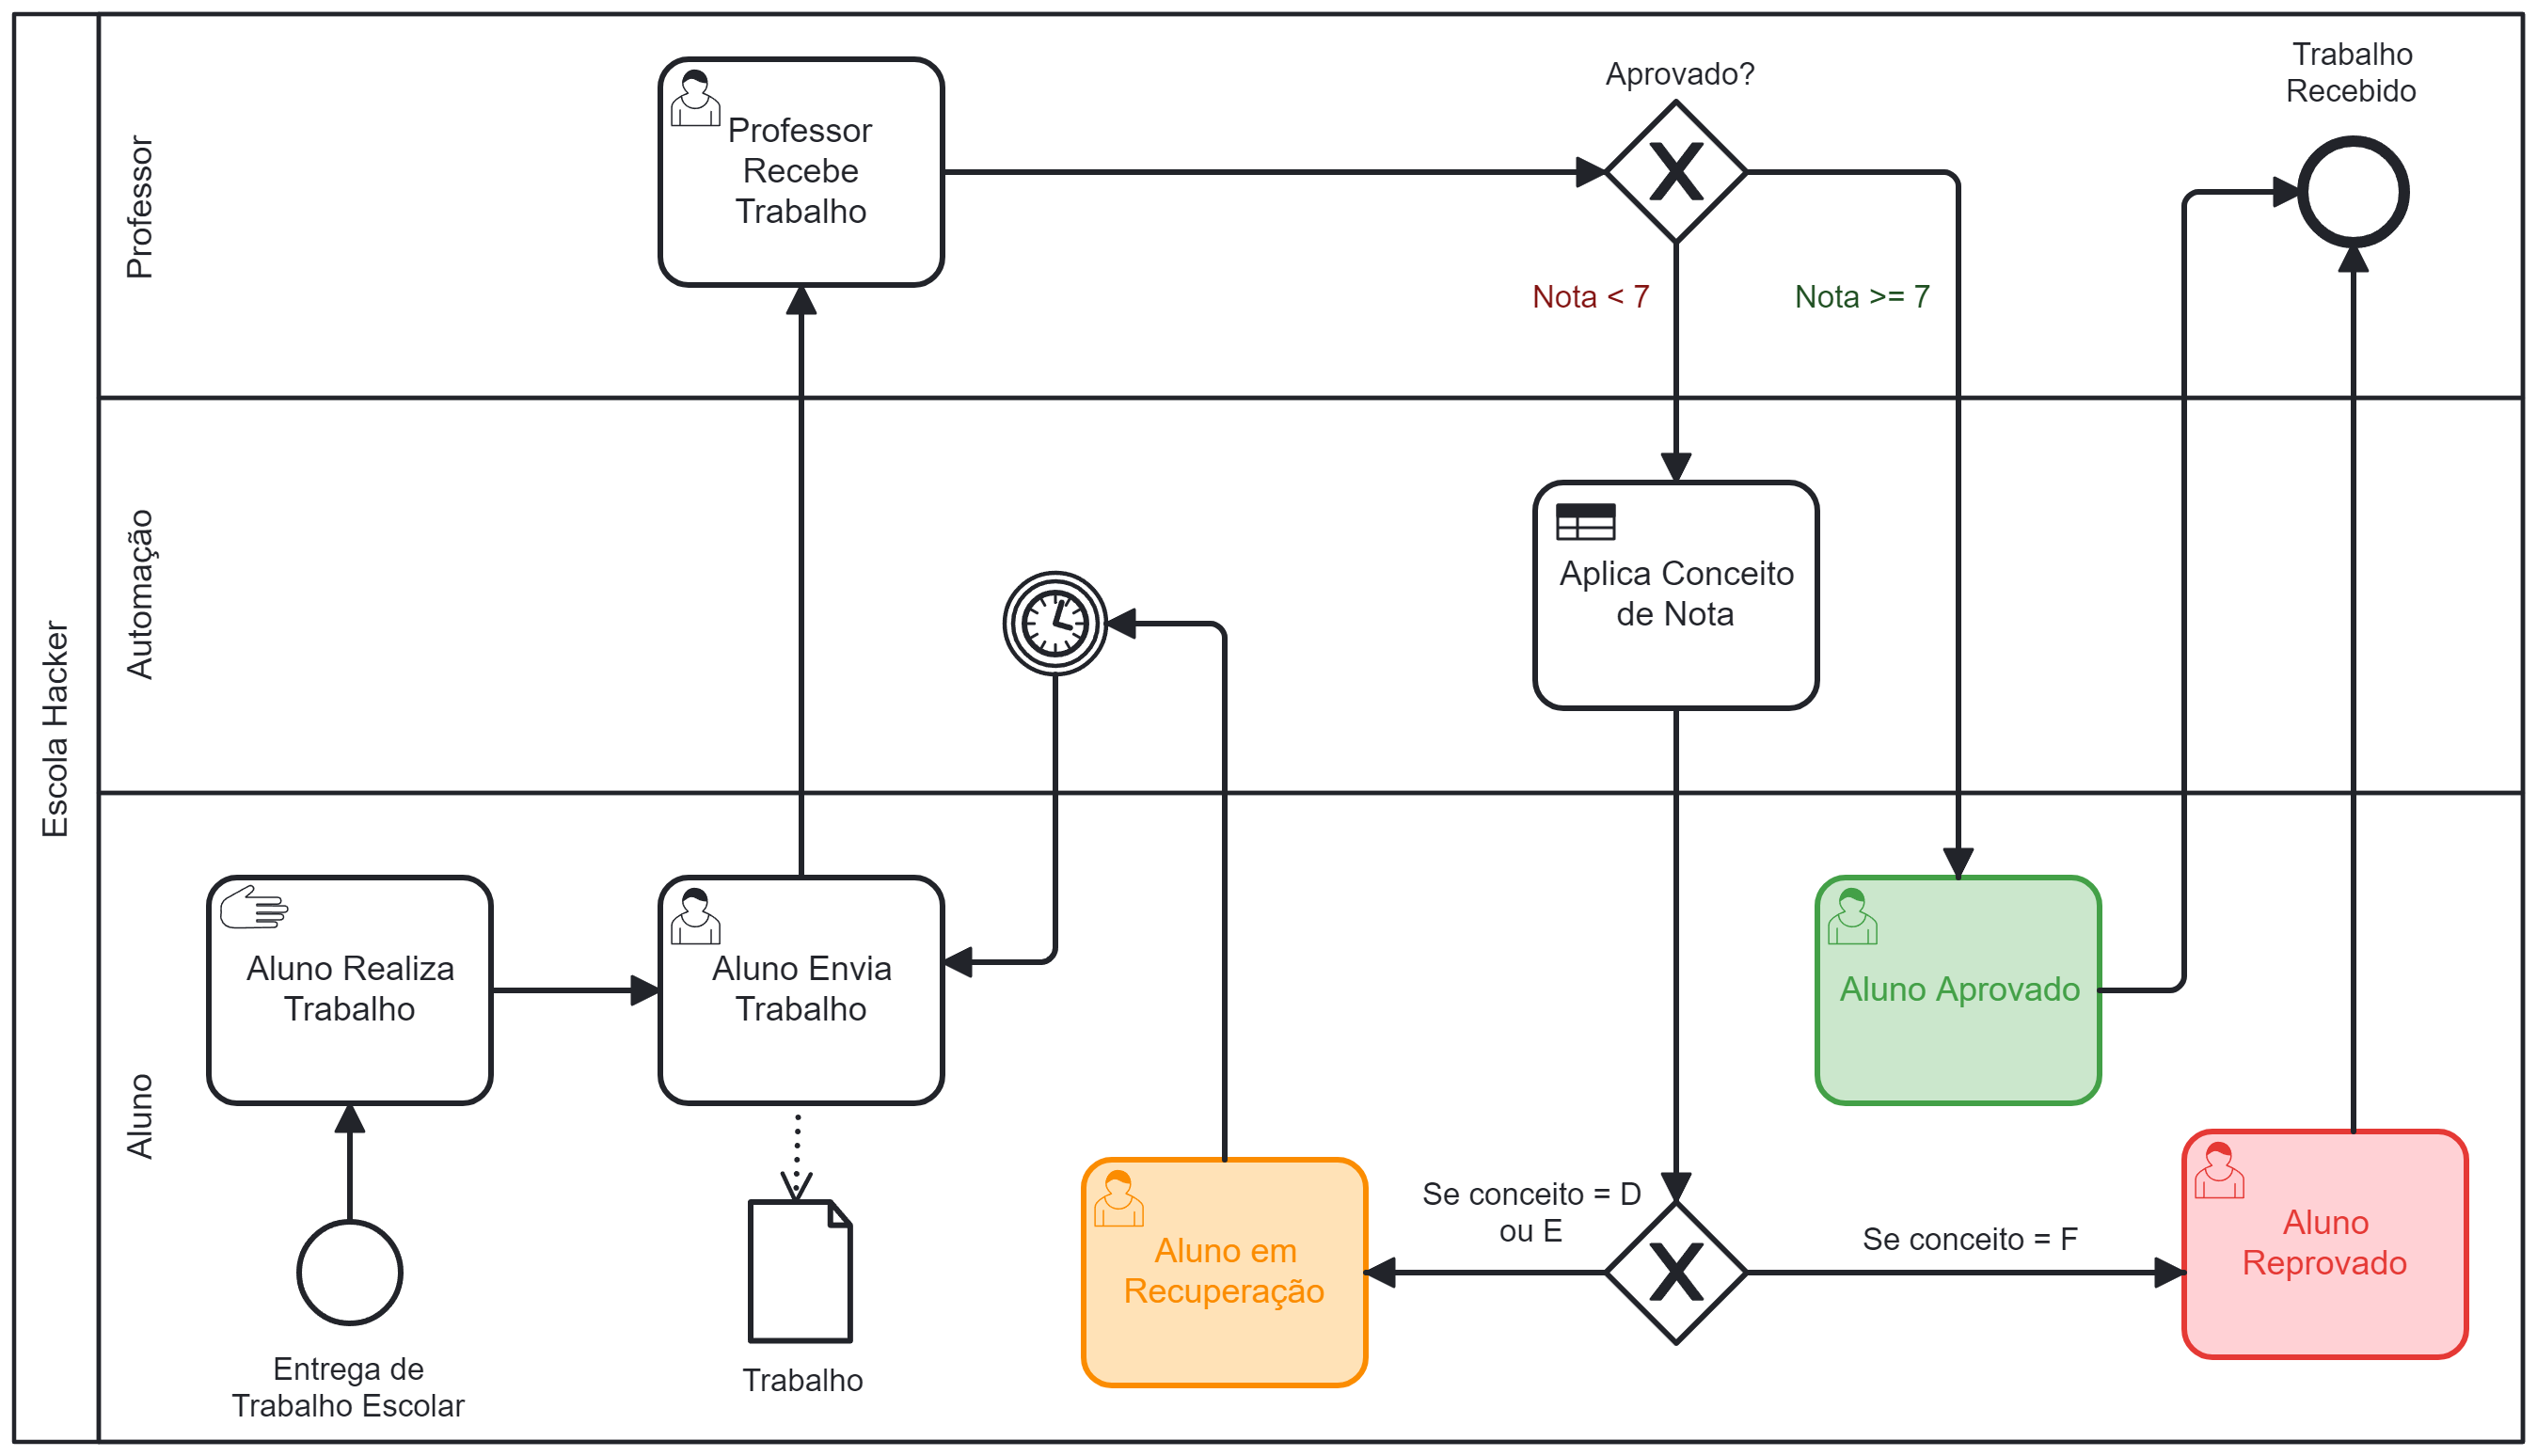 Escola Hacker
Professor
Professor
Recebe
Trabalho
Aprovado?
Nota < 7
Nota >= 7
Trabalho
Recebido
Automação
Aplica Conceito
de Nota
Aluno
Aluno Realiza
Trabalho
Entrega de
Trabalho Escolar
Aluno Envia
Trabalho
Trabalho
Aluno em
Recuperação
Se conceito = D
ou E
Se conceito = F
Aluno Aprovado
Aluno
Reprovado